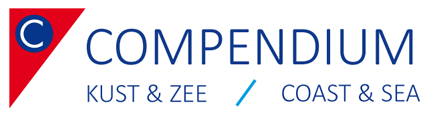 C COMPENDIUM
KUST & ZEE / COAST & SEA